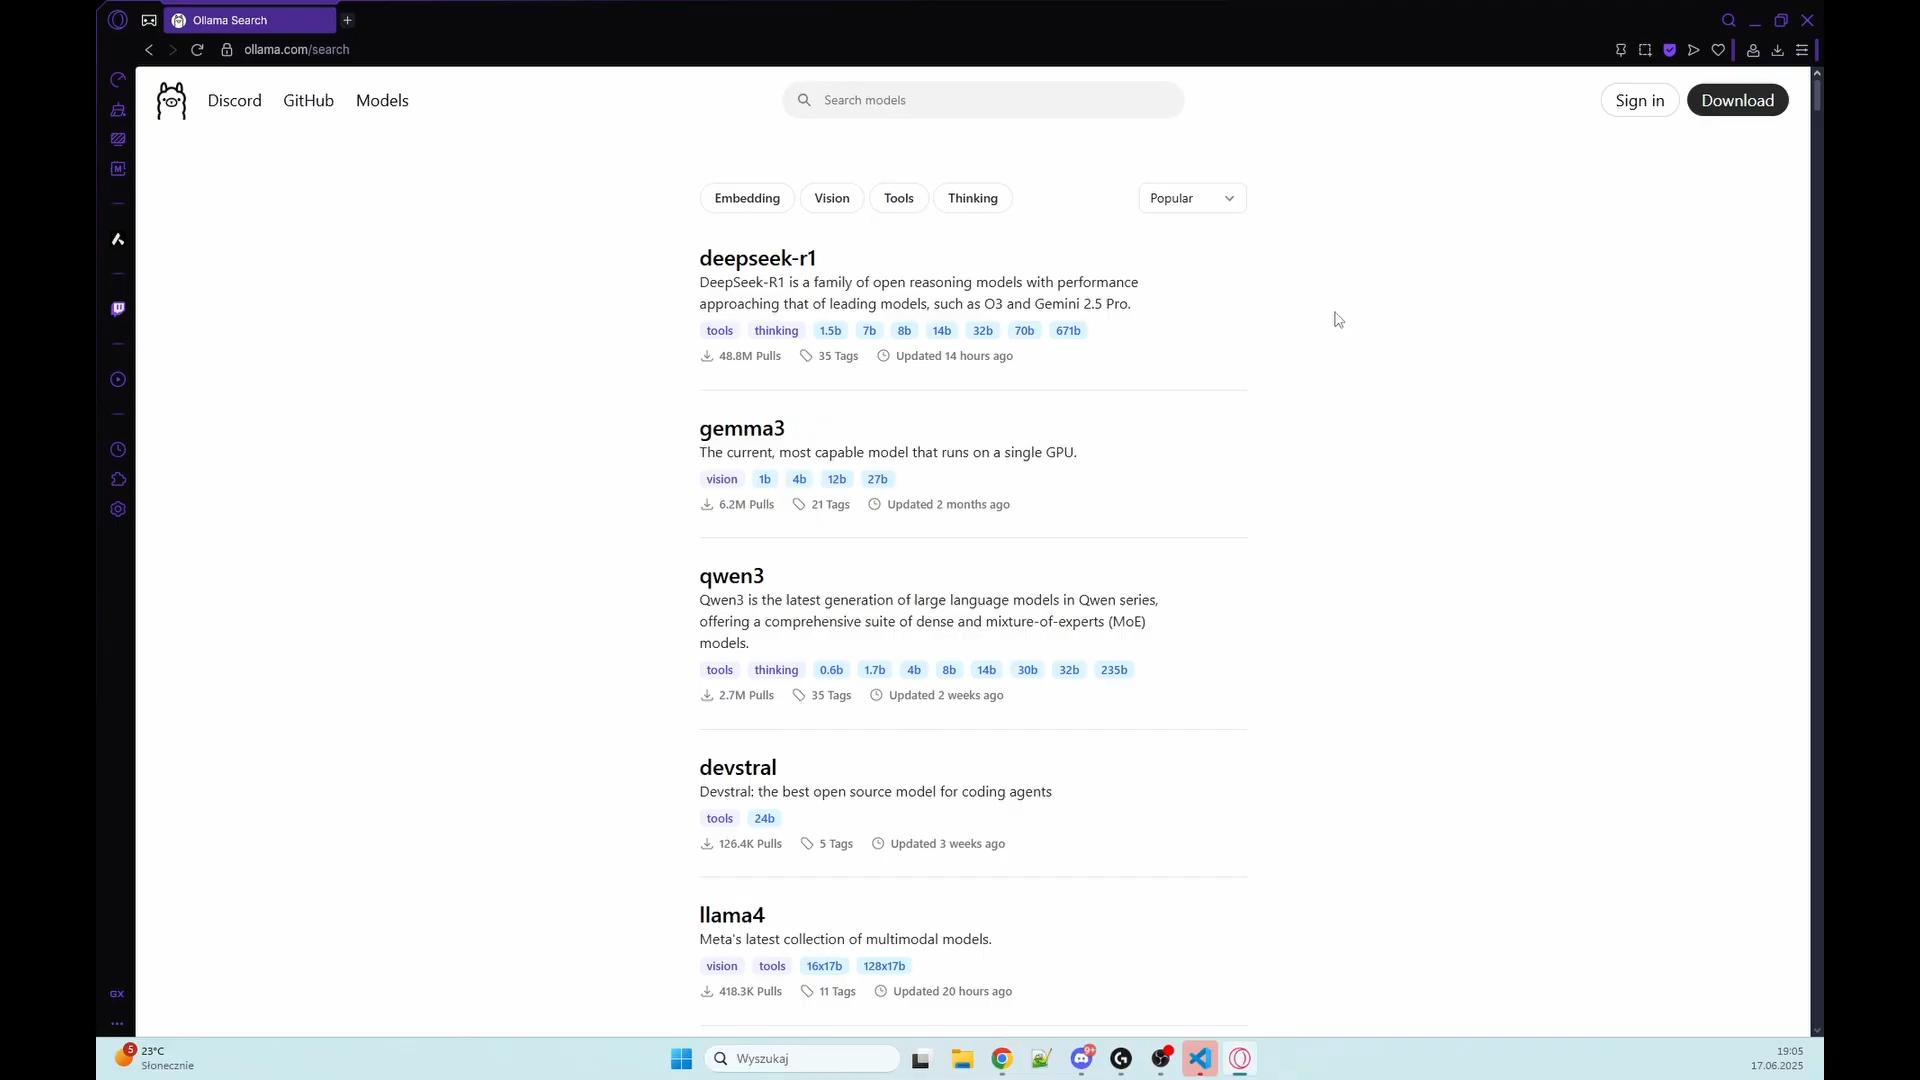 Ollama Search
ollama.com/search
Discord GitHub Models
Search models
Sign in Download
Embedding Vision Tools Thinking Popular
deepseek-r1
DeepSeek-R1 is a family of open reasoning models with performance
approaching that of leading models, such as O3 and Gemini 2.5 Pro.
tools thinking 1.5b 7b 8b 14b 32b 70b 671b
48.8M Pulls 35 Tags Updated 14 hours ago
gemma3
The current, most capable model that runs on a single GPU.
vision 1b 4b 12b 27b
6.2M Pulls 21 Tags Updated 2 months ago
qwen3
Qwen3 is the latest generation of large language models in Qwen series,
offering a comprehensive suite of dense and mixture-of-experts (MoE)
models.
tools thinking 0.6b 1.7b 4b 8b 14b 30b 32b 235b
2.7M Pulls 35 Tags Updated 2 weeks ago
devstral
Devstral: the best open source model for coding agents
tools 24b
126.4K Pulls 5 Tags Updated 3 weeks ago
llama4
Meta's latest collection of multimodal models.
vision tools 16x17b 128x17b
418.3K Pulls 11 Tags Updated 20 hours ago
GX
5
23°C
Słonecznie
Wyszukaj
9+
19:05
17.06.2025